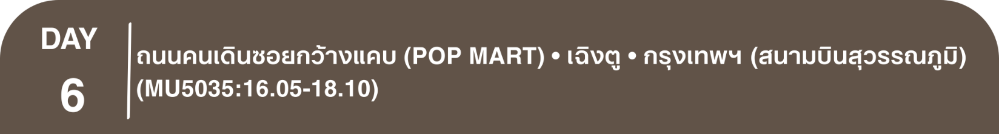 DAY
6
ถนนคนเดินซอยกว้างแคบ (POP MART) • เฉิงตู • กรุงเทพฯ (สนามบินสุวรรณภูมิ)
(MU5035:16.05-18.10)